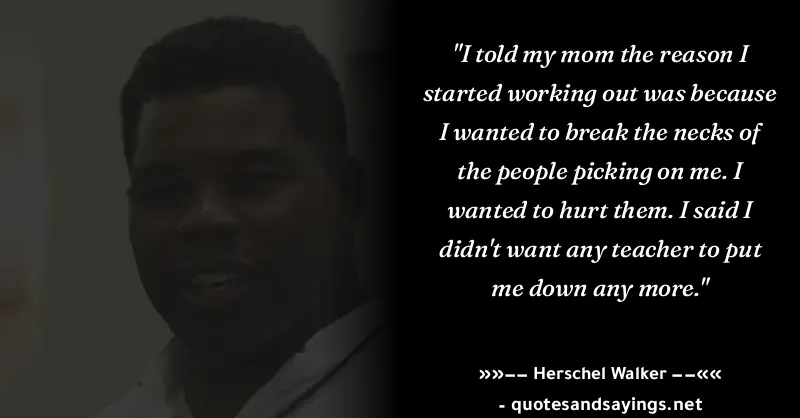 "I told my mom the reason I
started working out was because
I wanted to break the necks of
the people picking on me. I
wanted to hurt them. I said I
didn't want any teacher to put
me down any more."
»»–– Herschel Walker ––««
- quotesandsayings.net